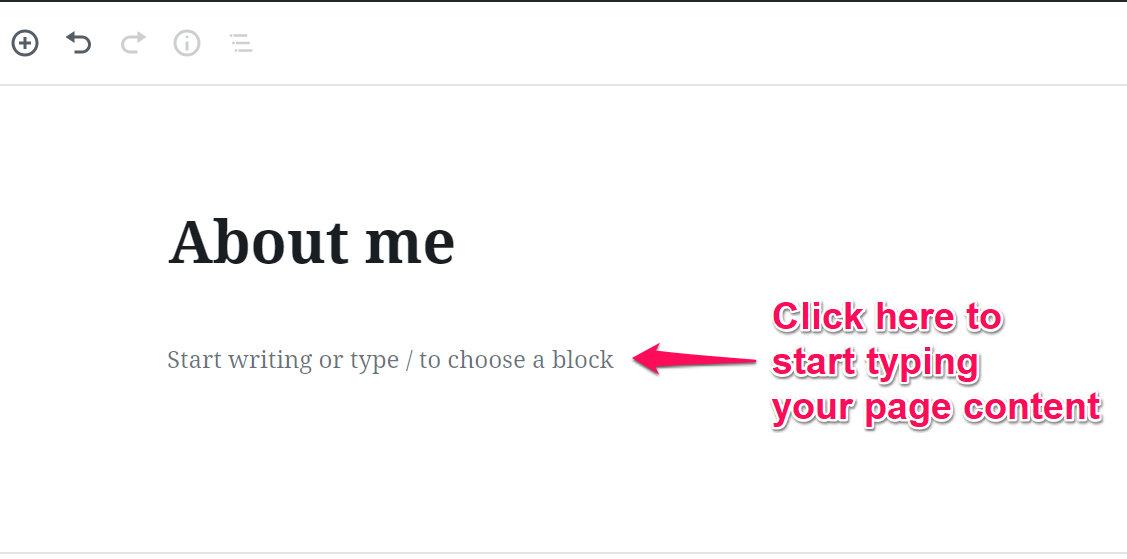 About me
Start writing or type / to choose a block
Click here to
start typing
your page content